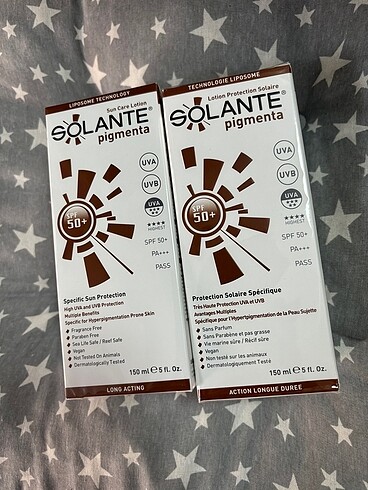 LIPOSOME TECHNOLOGY
Sun Care Lotion
SOLANTE®
pigmenta
UVA
UVB
UVA
SPF 50+
HIGHEST
SPF 50+
PA+++
PASS
Specific Sun Protection
High UVA and UVB Protection
Multiple Benefits
Specific for Hyperpigmentation Prone Skin
Fragrance Free
Paraben Free
Sea Life Safe / Reef Safe
Vegan
Not Tested On Animals
Dermatologically Tested
150 ml ℮ 5 fl. Oz.
LONG ACTING
TECHNOLOGIE LIPOSOME
Lotion Protection Solaire
SOLANTE®
pigmenta
UVA
UVB
UVA
SPF 50+
HIGHEST
SPF 50+
PA+++
PASS
Protection Solaire Spécifique
Très Haute Protection UVA et UVB
Avantages Multiples
Spécifique pour l'Hypertpigmentation de la Peau Sujette
Sans Parfum
Sans Parabène et pas grasse
Vie marine sûre / Récif sûre
Vegan
Non testé sur les animaux
Dermatologiquement Testé
150 ml ℮ 5 fl. Oz.
ACTION LONGUE DUREE